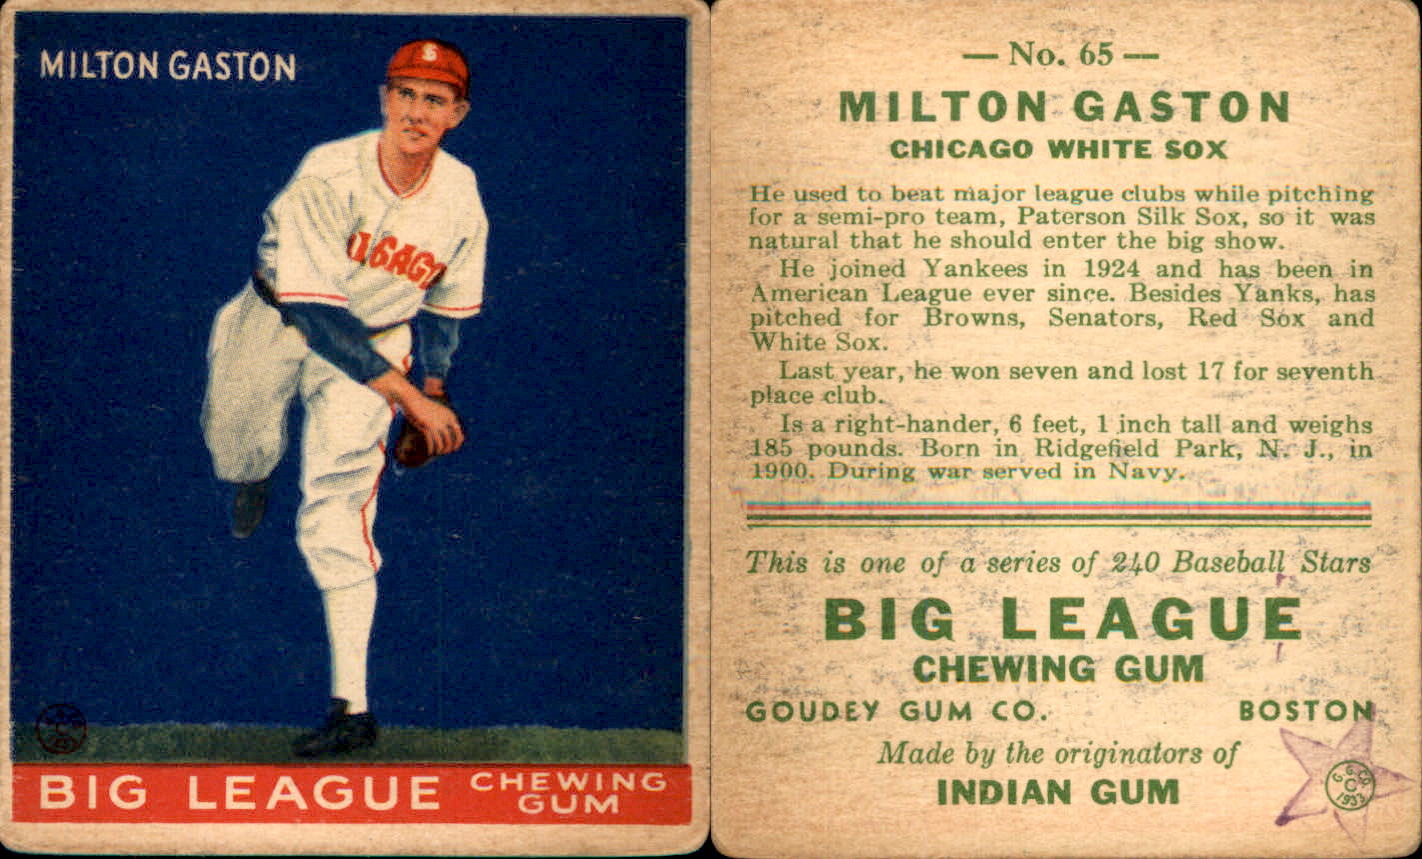 MILTON GASTON
S
BIG LEAGUE CHEWING GUM
— No. 65 —
MILTON GASTON
CHICAGO WHITE SOX
He used to beat major league clubs while pitching
for a semi-pro team, Paterson Silk Sox, so it was
natural that he should enter the big show.
He joined Yankees in 1924 and has been in
American League ever since. Besides Yanks, has
pitched for Browns, Senators, Red Sox and
White Sox.
Last year, he won seven and lost 17 for seventh
place club.
Is a right-hander, 6 feet, 1 inch tall and weighs
185 pounds. Born in Ridgefield Park, N. J., in
1900. During war served in Navy.
This is one of a series of 240 Baseball Stars
BIG LEAGUE
CHEWING GUM
GOUDEY GUM CO. BOSTON
Made by the originators of
INDIAN GUM
G. G. CO.
C
1933